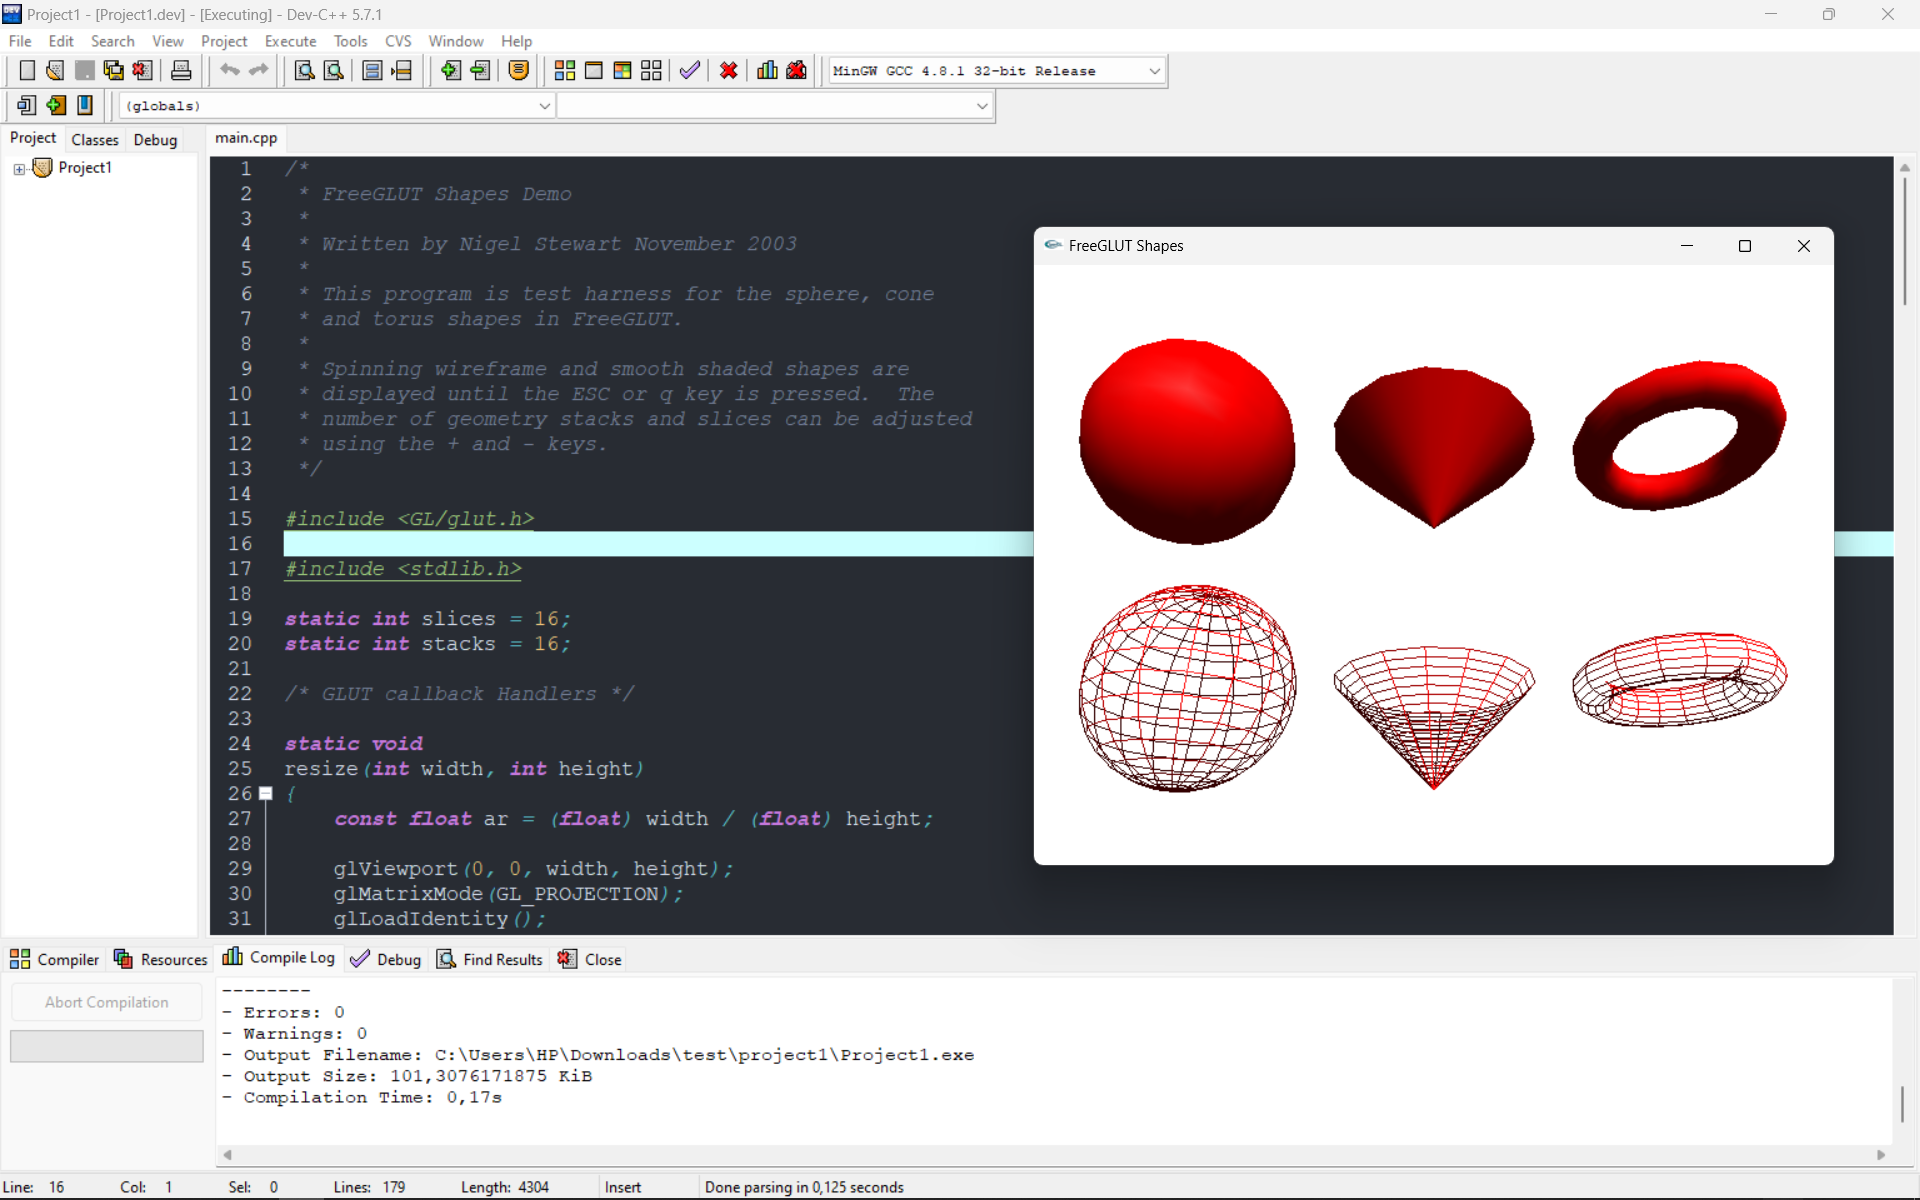 Project1 - [Project1.dev] - [Executing] - Dev-C++ 5.7.1
File Edit Search View Project Execute Tools CVS Window Help
MinGW GCC 4.8.1 32-bit Release
(globals)
Project Classes Debug
main.cpp
Project1
1 /*
2 * FreeGLUT Shapes Demo
3 *
4 * Written by Nigel Stewart November 2003
5 *
6 * This program is test harness for the sphere, cone
7 * and torus shapes in FreeGLUT.
8 *
9 * Spinning wireframe and smooth shaded shapes are
10 * displayed until the ESC or q key is pressed.  The
11 * number of geometry stacks and slices can be adjusted
12 * using the + and - keys.
13 */
14
15 #include <GL/glut.h>
16
17 #include <stdlib.h>
18
19 static int slices = 16;
20 static int stacks = 16;
21
22 /* GLUT callback Handlers */
23
24 static void
25 resize(int width, int height)
26 {
27 const float ar = (float) width / (float) height;
28
29 glViewport(0, 0, width, height);
30 glMatrixMode(GL_PROJECTION);
31 glLoadIdentity();
FreeGLUT Shapes
Compiler Resources Compile Log Debug Find Results Close
Abort Compilation
--------
- Errors: 0
- Warnings: 0
- Output Filename: C:\Users\HP\Downloads\test\project1\Project1.exe
- Output Size: 101,3076171875 KiB
- Compilation Time: 0,17s
Line: 16 Col: 1 Sel: 0 Lines: 179 Length: 4304 Insert Done parsing in 0,125 seconds